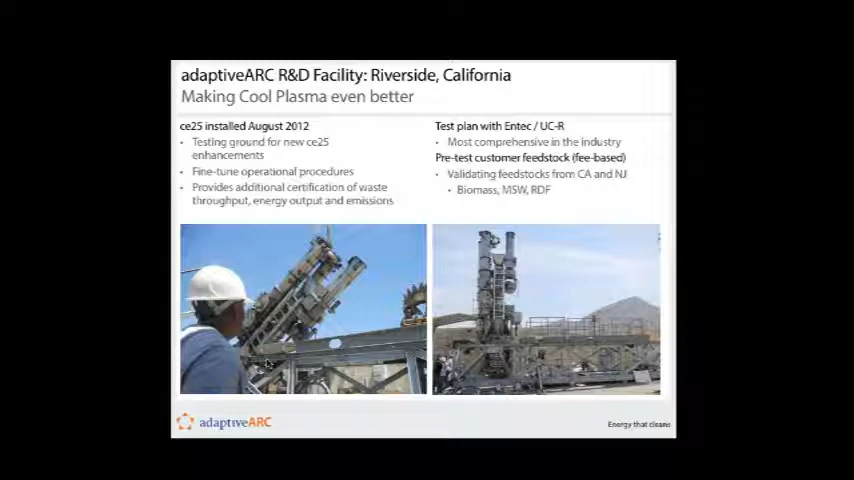 adaptiveARC R&D Facility: Riverside, California
Making Cool Plasma even better
ce25 installed August 2012
• Testing ground for new ce25
enhancements
• Fine-tune operational procedures
• Provides additional certification of waste
throughput, energy output and emissions
Test plan with Entec / UC-R
• Most comprehensive in the industry
Pre-test customer feedstock (fee-based)
• Validating feedstocks from CA and NJ
• Biomass, MSW, RDF
adaptiveARC
Energy that cleans